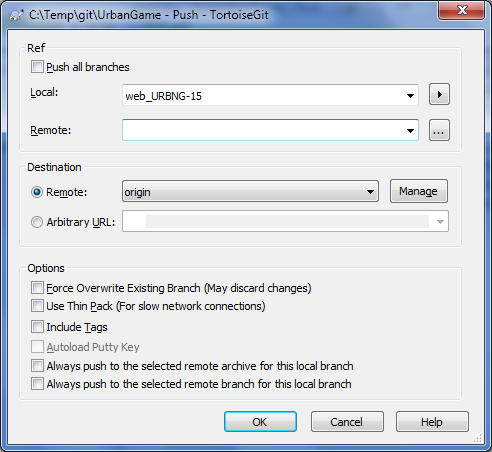 C:\Temp\git\UrbanGame - Push - TortoiseGit
Ref
Push all branches
Local:
web_URBNG-15
Remote:
...
Destination
Remote:
origin
Manage
Arbitrary URL:
Options
Force Overwrite Existing Branch (May discard changes)
Use Thin Pack (For slow network connections)
Include Tags
Autoload Putty Key
Always push to the selected remote archive for this local branch
Always push to the selected remote branch for this local branch
OK
Cancel
Help